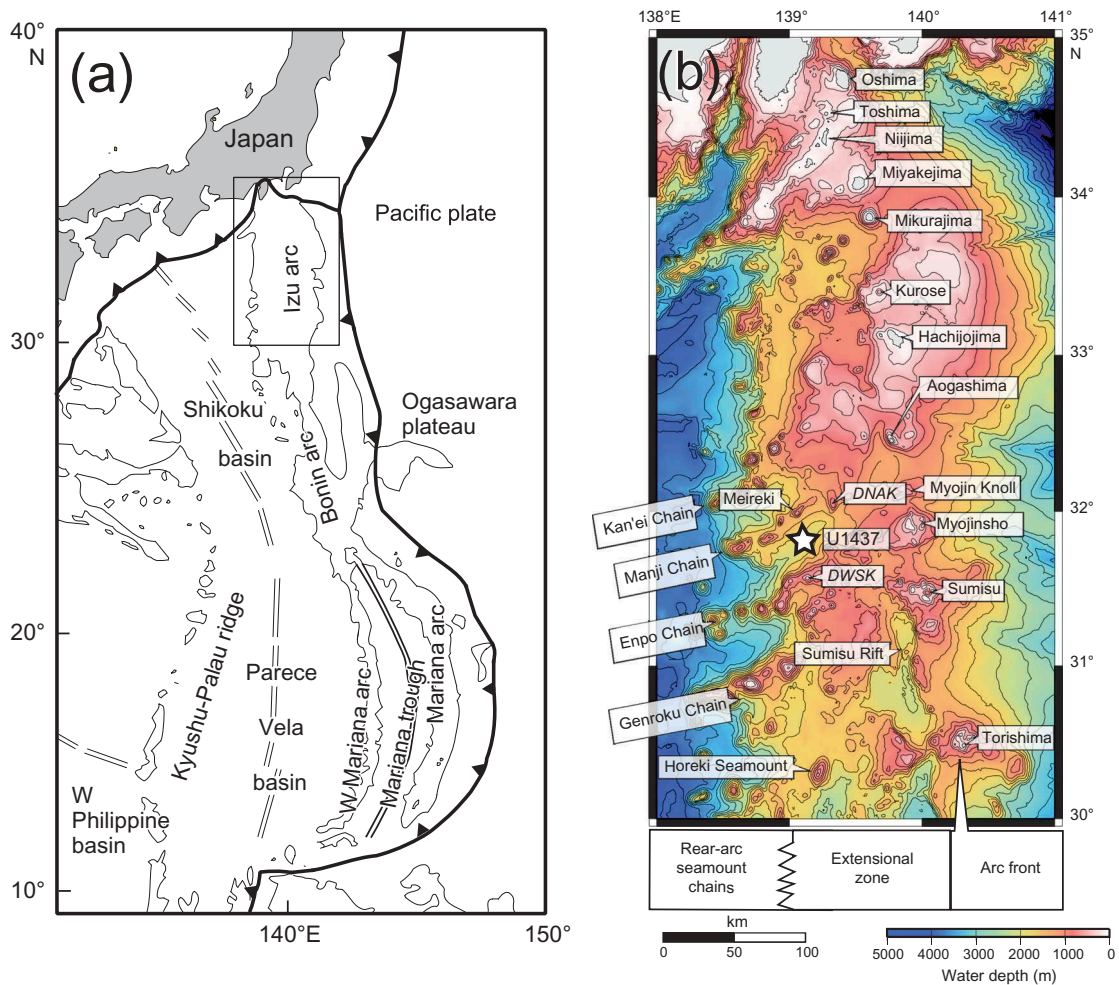 40°
N
(a)
Japan
Pacific plate
Izu arc
30°
Shikoku
basin
Ogasawara
plateau
Bonin arc
20°
Kyushu-Palau ridge
Parece
Vela
basin
W Mariana arc
Mariana trough
Mariana arc
W
Philippine
basin
10°
140°E
150°
138°E
139°
140°
141°
35°
N
(b)
Oshima
Toshima
Niijima
Miyakejima
34°
Mikurajima
Kurose
Hachijojima
33°
Aogashima
Meireki
DNAK
Myojin Knoll
32°
Kan'ei Chain
Myojinsho
U1437
Manji Chain
DWSK
Sumisu
Enpo Chain
Sumisu Rift
31°
Genroku Chain
Torishima
Horeki Seamount
30°
Rear-arc
seamount
chains
Extensional
zone
Arc front
km
0 50 100
5000 4000 3000 2000 1000 0
Water depth (m)